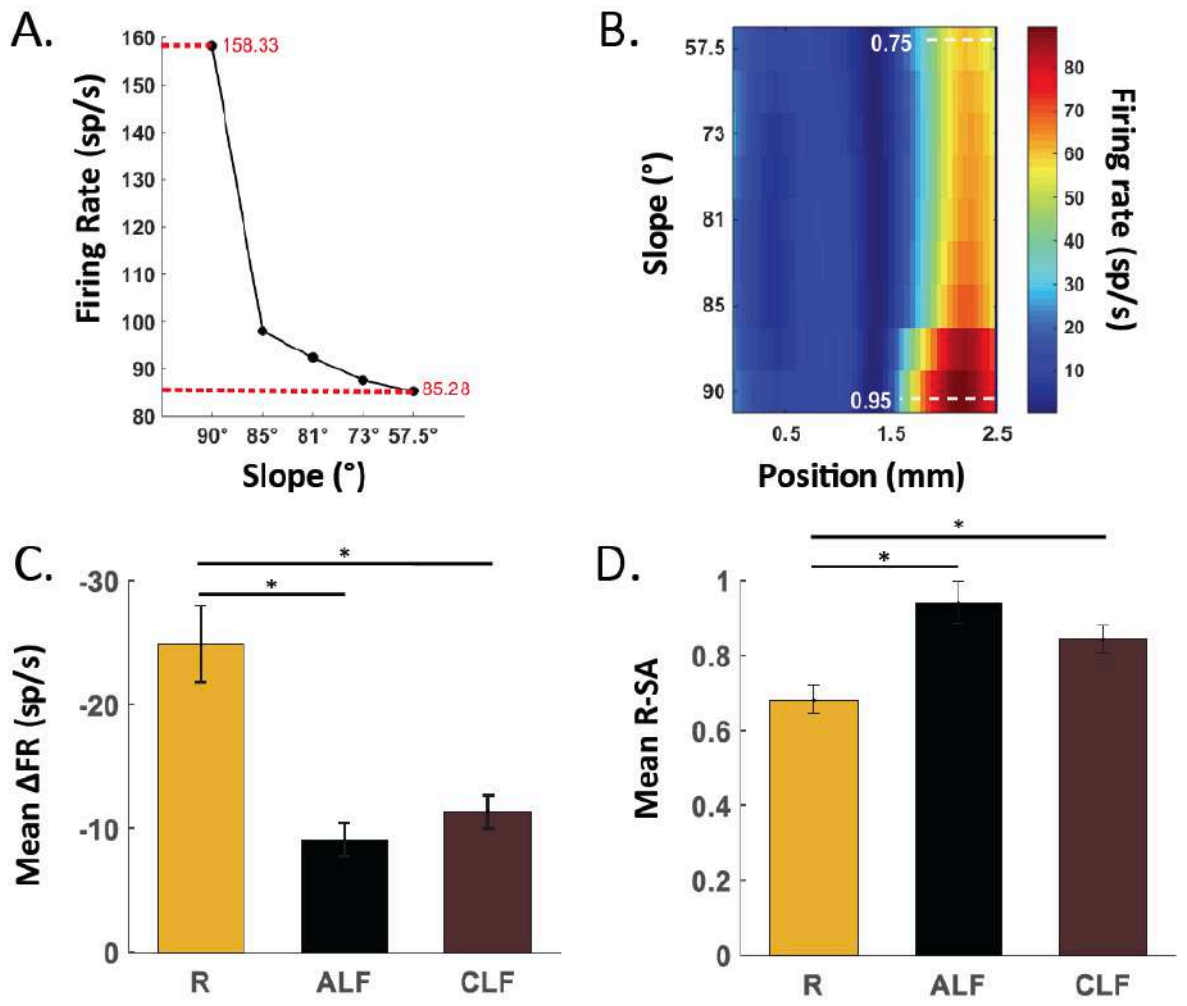 A.
160
150
140
130
120
110
100
90
80
Firing Rate (sp/s)
158.33
85.28
90° 85° 81° 73° 57.5°
Slope (°)
B.
57.5
73
81
85
90
Slope (°)
0.75
0.95
0.5 1.5 2.5
Position (mm)
80
70
60
50
40
30
20
10
Firing rate (sp/s)
C.
-30
-20
-10
0
Mean ΔFR (sp/s)
*
*
R ALF CLF
D.
1
0.8
0.6
0.4
0.2
0
Mean R-SA
*
*
R ALF CLF